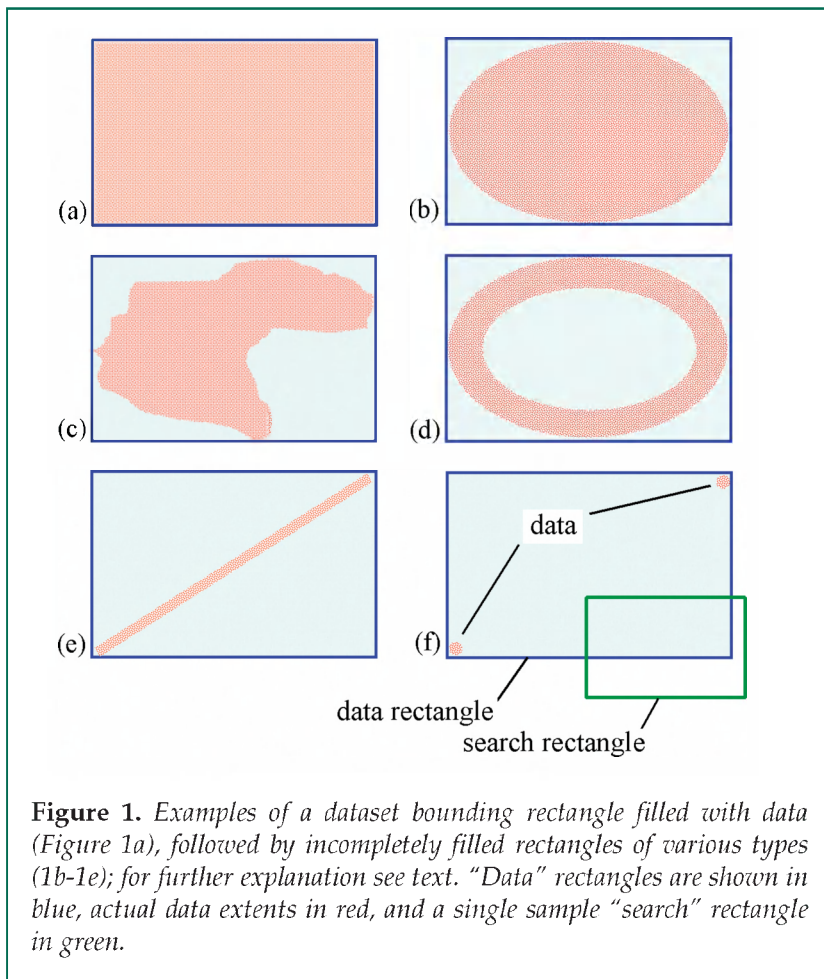 (a)
(b)
(c)
(d)
(e)
data
(f)
data rectangle
search rectangle
Figure 1. Examples of a dataset bounding rectangle filled with data
(Figure 1a), followed by incompletely filled rectangles of various types
(1b-1e); for further explanation see text. “Data” rectangles are shown in
blue, actual data extents in red, and a single sample “search” rectangle
in green.